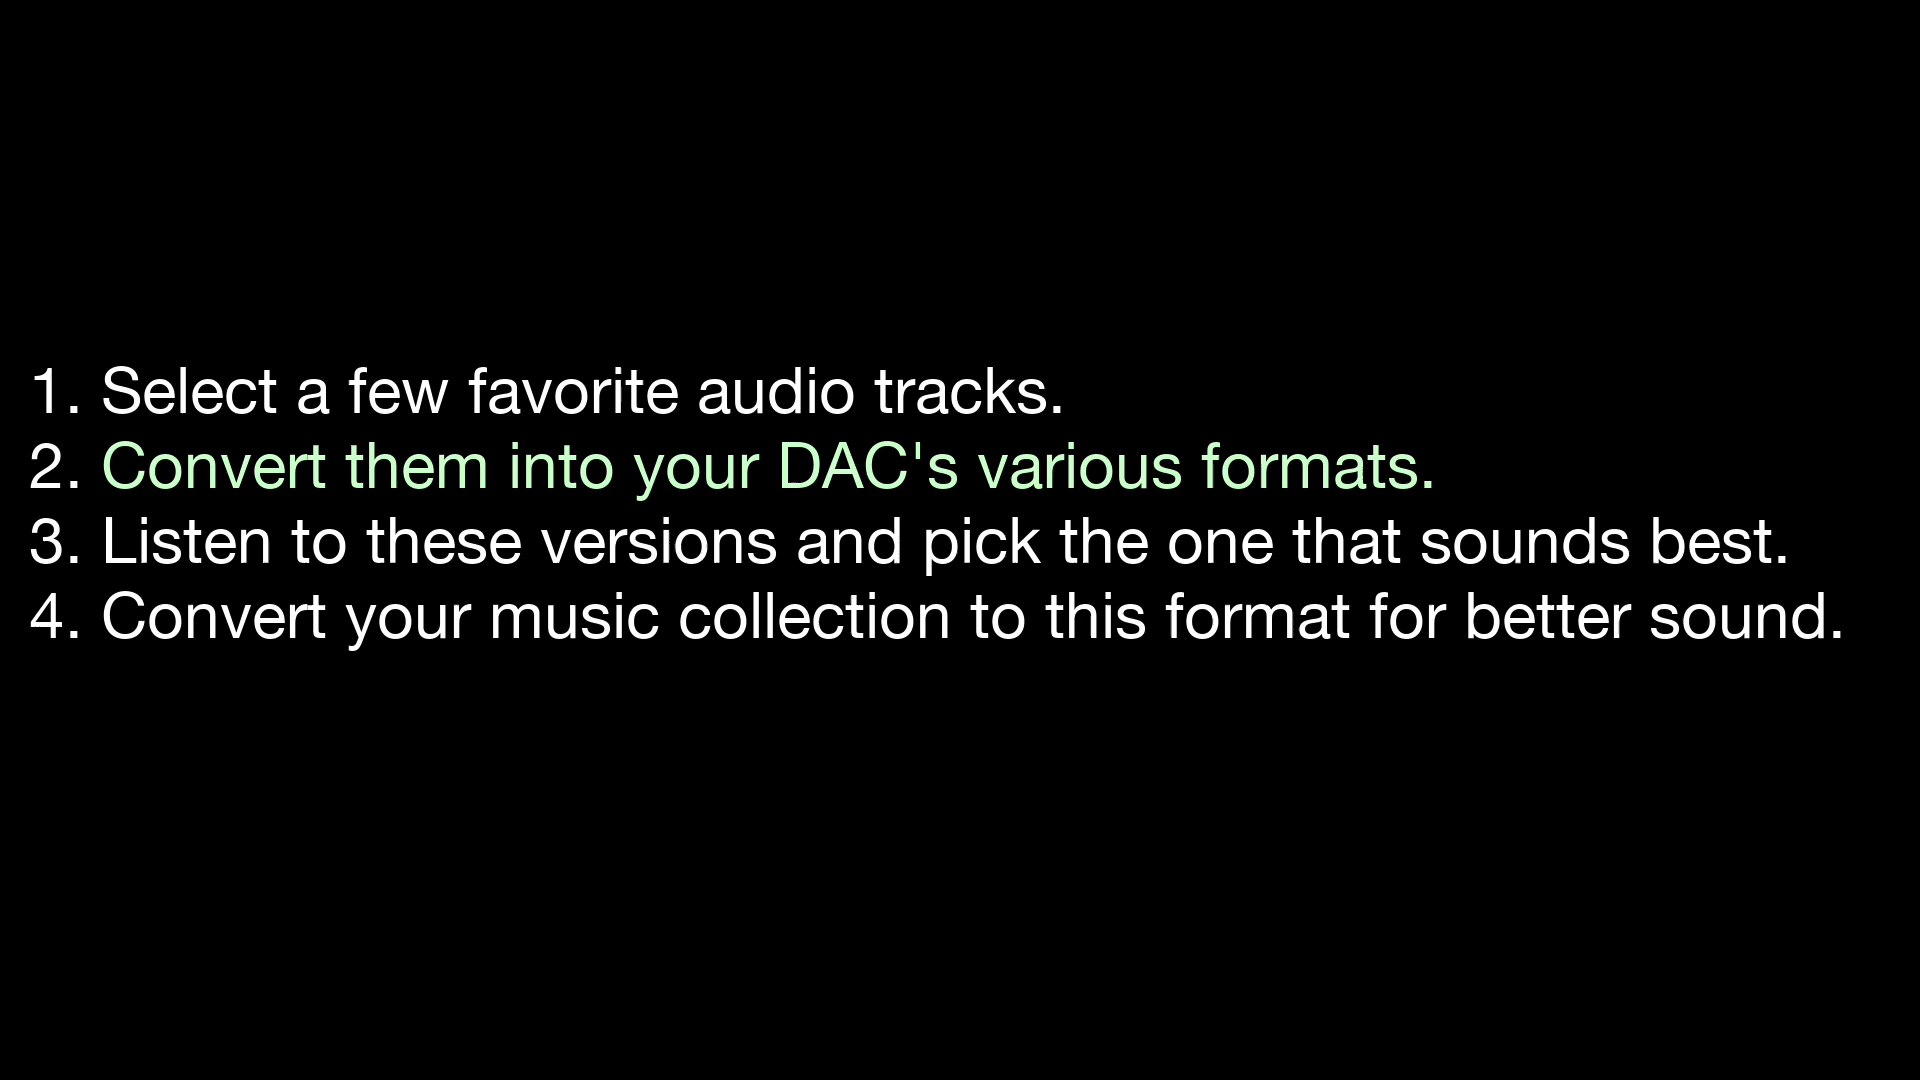 1. Select a few favorite audio tracks.
2. Convert them into your DAC's various formats.
3. Listen to these versions and pick the one that sounds best.
4. Convert your music collection to this format for better sound.